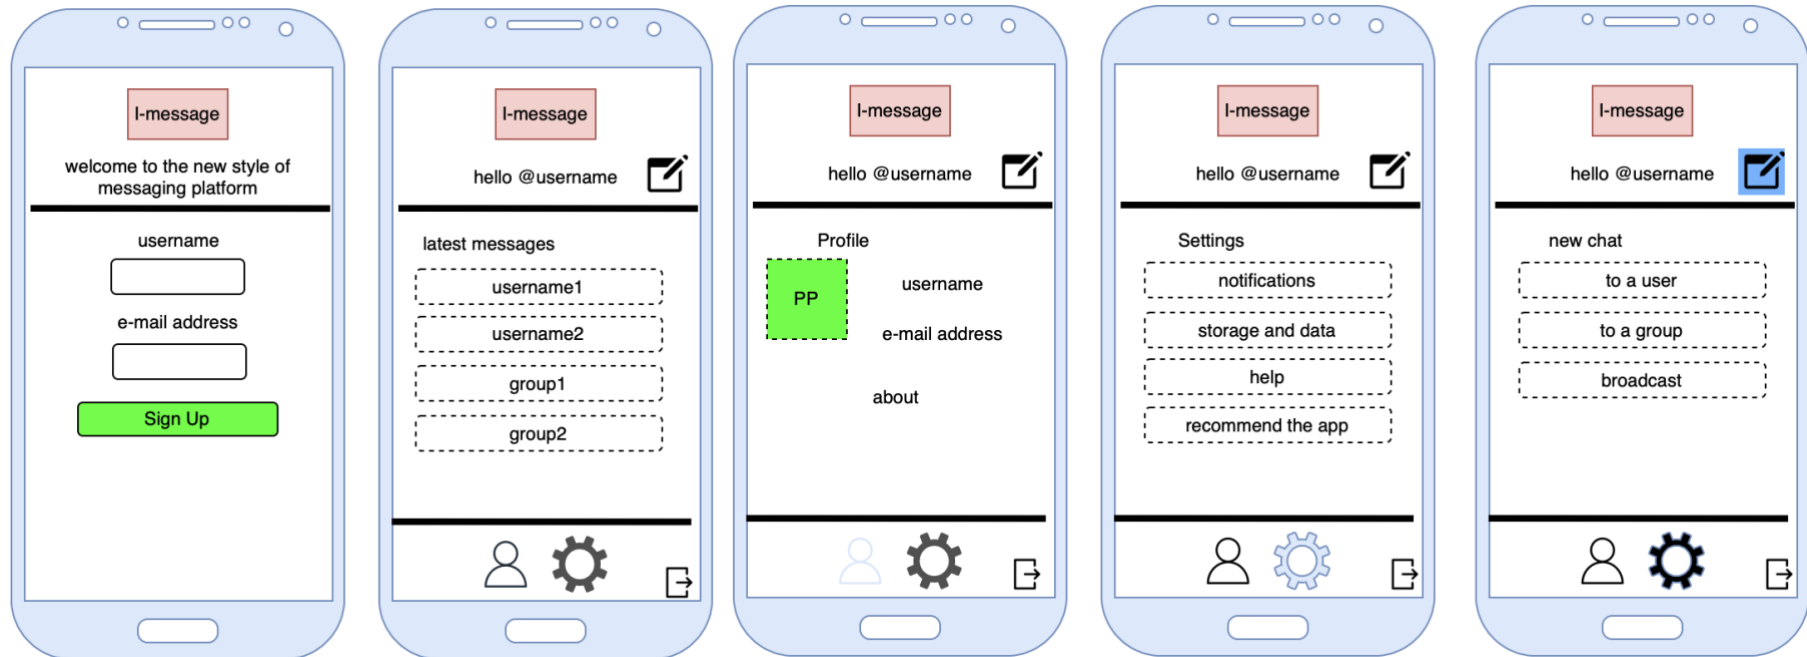 I-message
welcome to the new style of
messaging platform
username
e-mail address
Sign Up
I-message
hello @username
latest messages
username1
username2
group1
group2
I-message
hello @username
Profile
PP
username
e-mail address
about
I-message
hello @username
Settings
notifications
storage and data
help
recommend the app
I-message
hello @username
new chat
to a user
to a group
broadcast